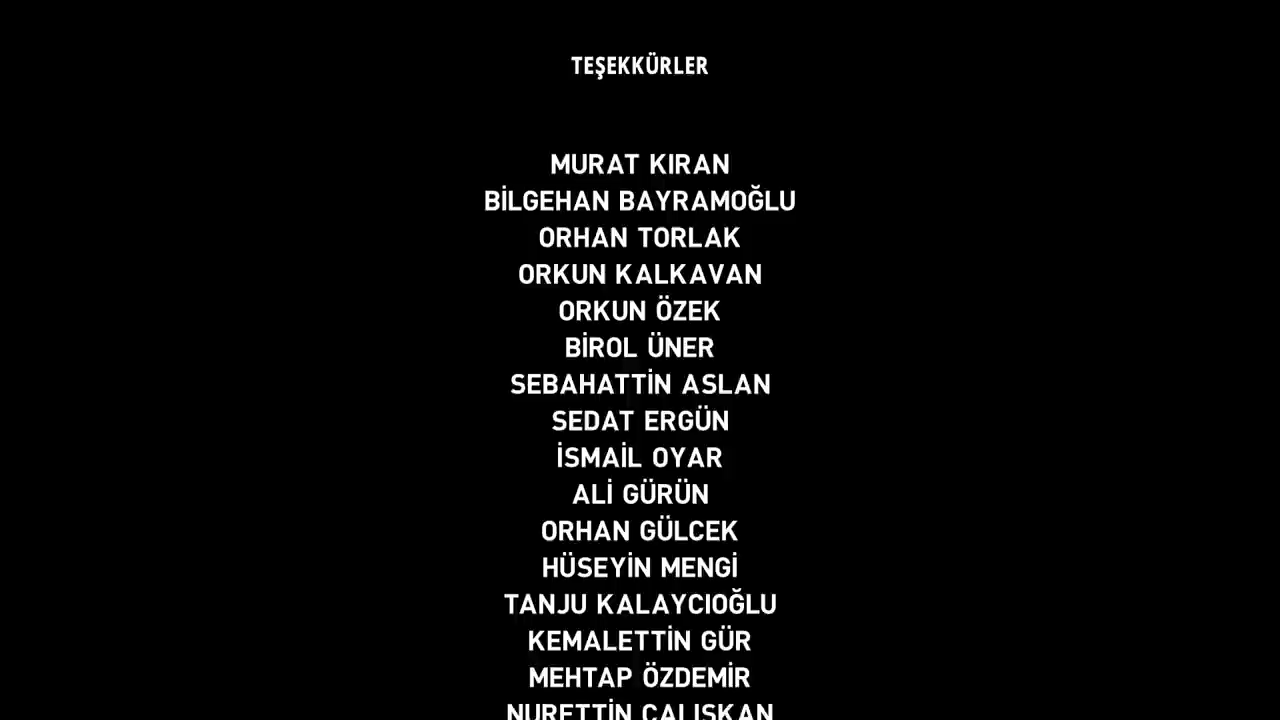 TEŞEKKÜRLER
MURAT KIRAN
BİLGEHAN BAYRAMOĞLU
ORHAN TORLAK
ORKUN KALKAVAN
ORKUN ÖZEK
BİROL ÜNER
SEBAHATTİN ASLAN
SEDAT ERGÜN
İSMAİL OYAR
ALİ GÜRÜN
ORHAN GÜLCEK
HÜSEYİN MENGİ
TANJU KALAYCIOĞLU
KEMALETTİN GÜR
MEHTAP ÖZDEMİR
NURETTİN